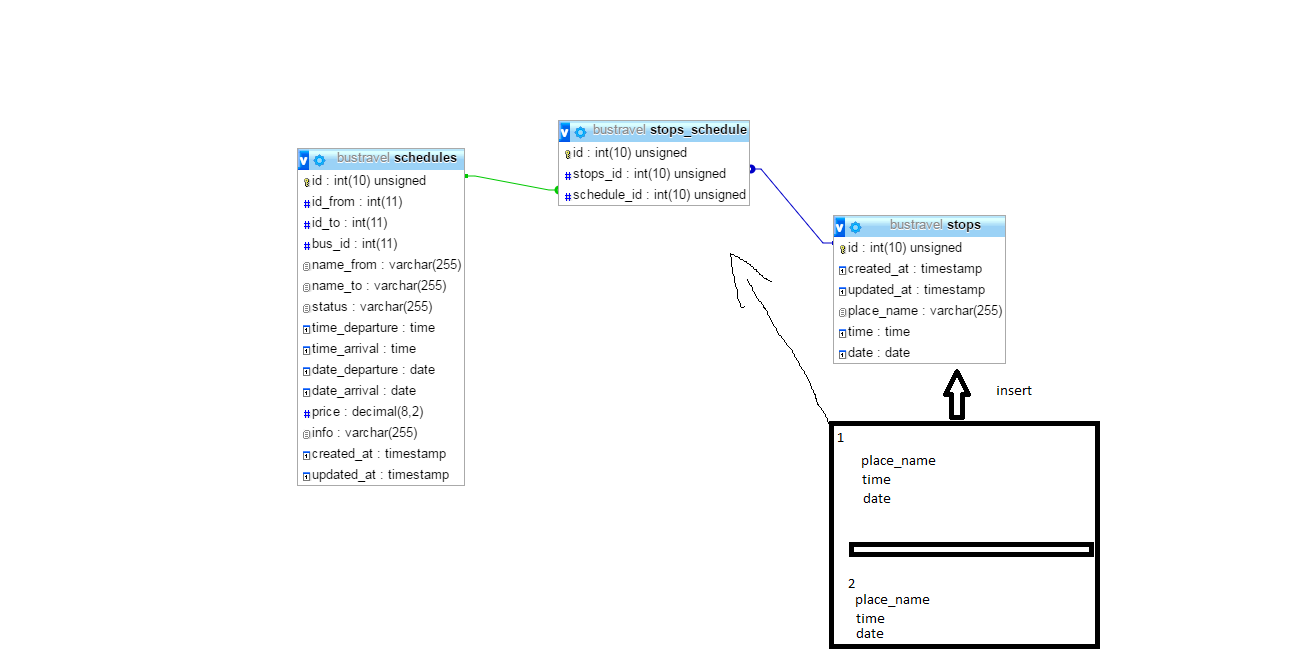 bustravel schedules
id : int(10) unsigned
id_from : int(11)
id_to : int(11)
bus_id : int(11)
name_from : varchar(255)
name_to : varchar(255)
status : varchar(255)
time_departure : time
time_arrival : time
date_departure : date
date_arrival : date
price : decimal(8,2)
info : varchar(255)
created_at : timestamp
updated_at : timestamp
bustravel stops_schedule
id : int(10) unsigned
stops_id : int(10) unsigned
schedule_id : int(10) unsigned
bustravel stops
id : int(10) unsigned
created_at : timestamp
updated_at : timestamp
place_name : varchar(255)
time : time
date : date
insert
1
place_name
time
date
2
place_name
time
date